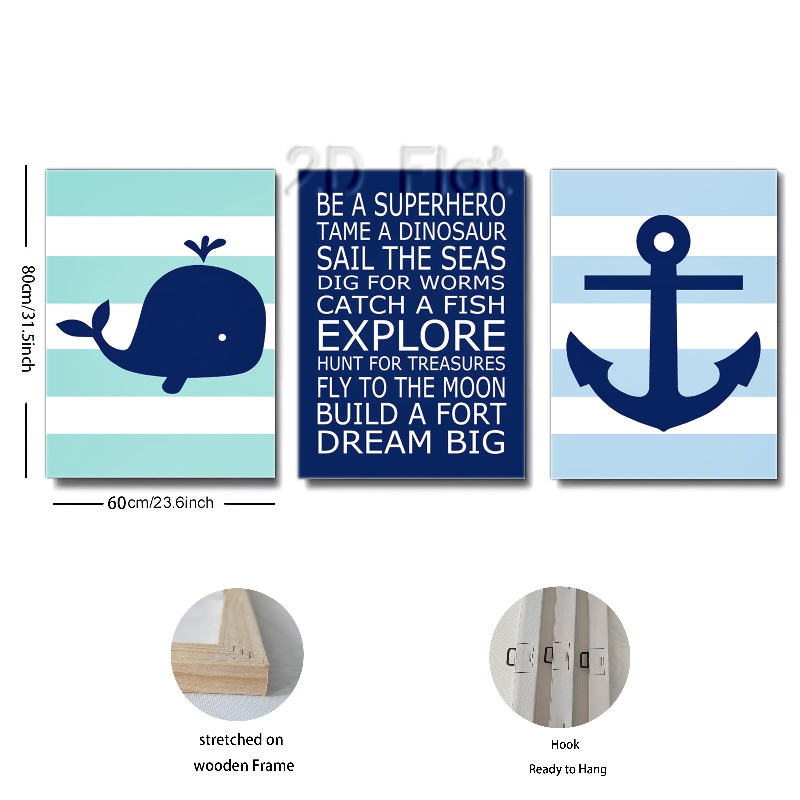 2D Flat
BE A SUPERHERO
TAME A DINOSAUR
SAIL THE SEAS
DIG FOR WORMS
CATCH A FISH
EXPLORE
HUNT FOR TREASURES
FLY TO THE MOON
BUILD A FORT
DREAM BIG
80cm/31.5inch
60cm/23.6inch
stretched on
wooden Frame
Hook
Ready to Hang